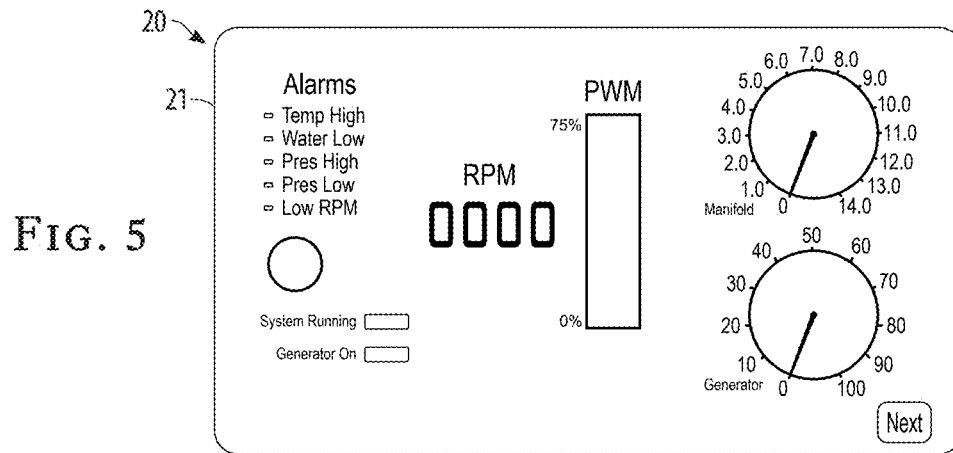 20
21
FIG. 5
Alarms
Temp High
Water Low
Pres High
Pres Low
Low RPM
System Running
Generator On
RPM
0000
PWM
75%
0%
0
1.0
2.0
3.0
4.0
5.0
6.0
7.0
8.0
9.0
10.0
11.0
12.0
13.0
14.0
Manifold
0
10
20
30
40
50
60
70
80
90
100
Generator
Next